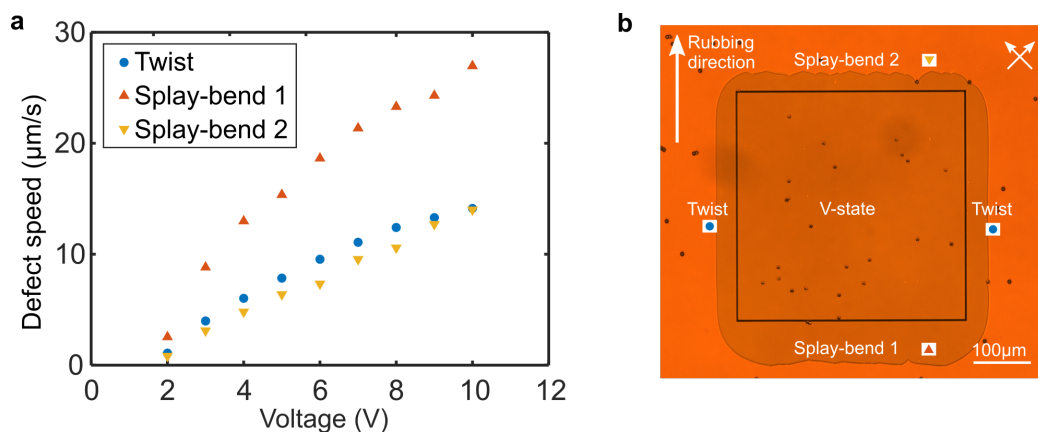 a
30
20
10
0
0
2
4
6
8
10
12
Defect speed (µm/s)
Voltage (V)
Twist
Splay-bend 1
Splay-bend 2
b
Rubbing
direction
Splay-bend 2
Twist
V-state
Twist
Splay-bend 1
100µm